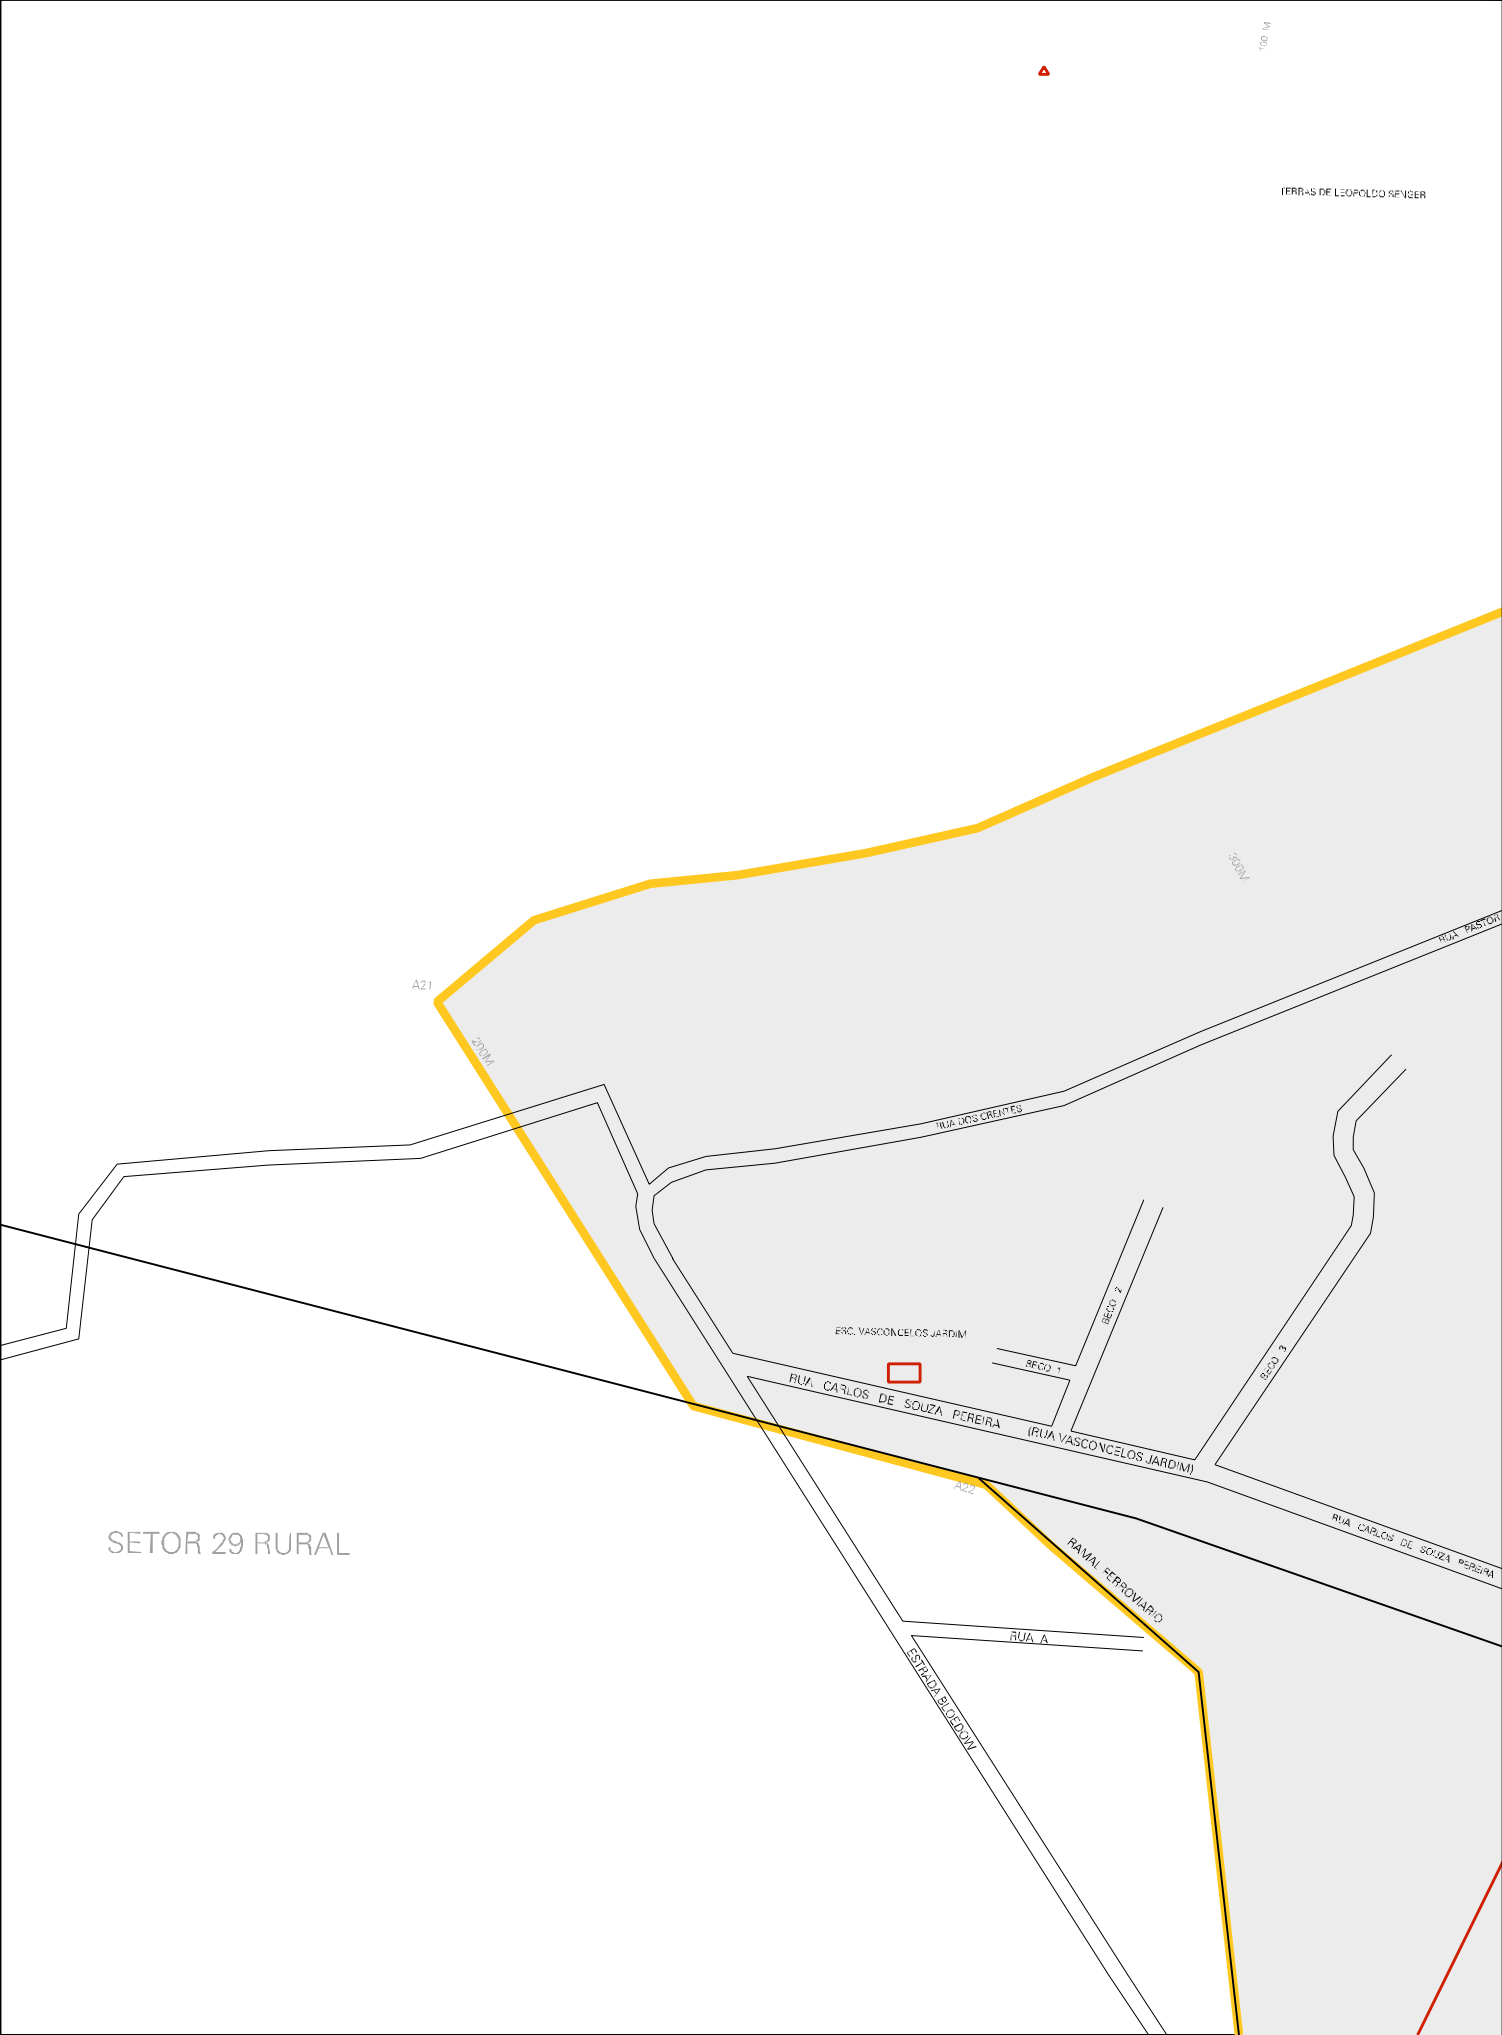 190 M
TERRAS DE LEOPOLDO SENGER
300M
RUA PASTOR
A21
200M
RUA DOS CRENTES
BECO 2
ESC. VASCONCELOS JARDIM
BECO 1
BECO 3
RUA CARLOS DE SOUZA PEREIRA
(RUA VASCONCELOS JARDIM)
A22
RUA CARLOS DE SOUZA PEREIRA
SETOR 29 RURAL
RAMAL FERROVIARIO
RUA A
ESTRADA BLOEDOW